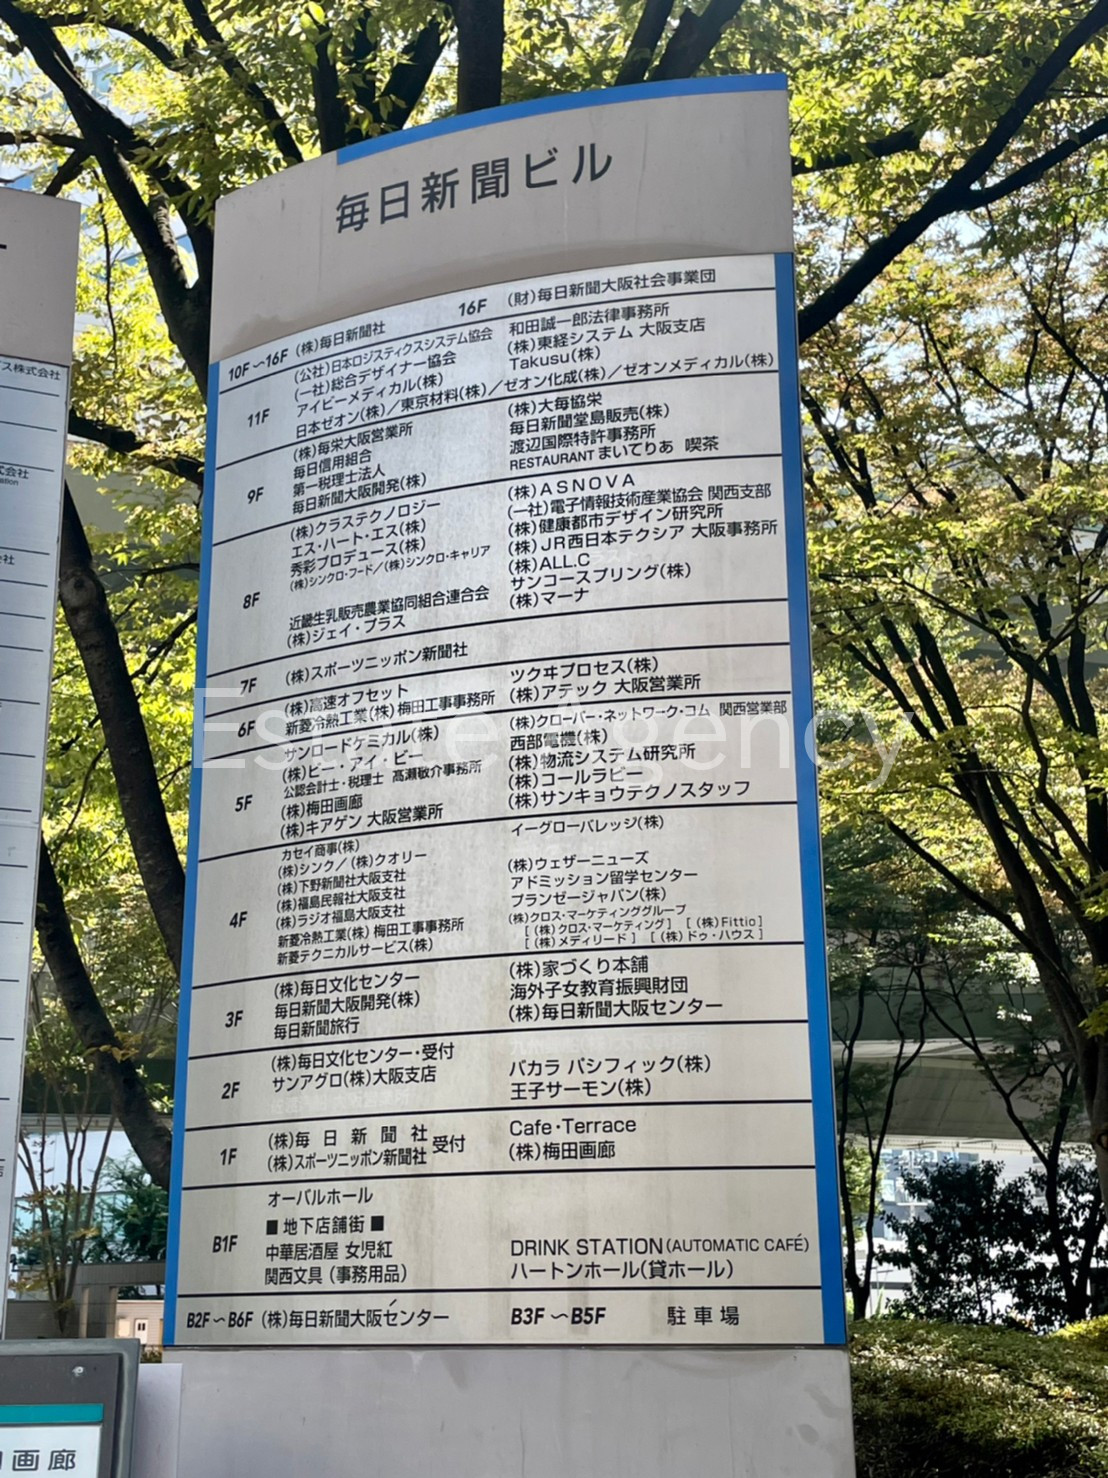 毎日新聞ビル
10F〜16F (株)毎日新聞社 16F (財)毎日新聞大阪社会事業団
11F
(公社)日本ロジスティクスシステム協会
(一社)総合デザイナー協会
アイビーメディカル(株)
日本ゼオン(株)／東京材料(株)／ゼオン化成(株)／ゼオンメディカル(株)
和田誠一郎法律事務所
(株)東経システム 大阪支店
Takusu(株)
9F
(株)毎栄大阪営業所
毎日信用組合
第一税理士法人
毎日新聞大阪開発(株)
(株)大毎協栄
毎日新聞堂島販売(株)
渡辺国際特許事務所
RESTAURANT まいてりあ 喫茶
8F
(株)クラステクノロジー
エス・ハート・エス(株)
秀彩プロデュース(株)
(株)シンクロ・フード／(株)シンクロ・キャリア
近畿生乳販売農業協同組合連合会
(株)ジェイ・プラス
(株)ASNOVA
(一社)電子情報技術産業協会 関西支部
(株)健康都市デザイン研究所
(株)JR西日本テクシア 大阪事務所
(株)ALL.C
サンコースプリング(株)
(株)マーナ
7F (株)スポーツニッポン新聞社
6F
(株)高速オフセット
新菱冷熱工業(株)梅田工事事務所
ツクヰプロセス(株)
(株)アテック 大阪営業所
5F
サンロードケミカル(株)
(株)ビー・アイ・ビー
公認会計士・税理士 髙瀬敬介事務所
(株)梅田画廊
(株)キアゲン 大阪営業所
(株)クローバー・ネットワーク・コム 関西営業部
西部電機(株)
(株)物流システム研究所
(株)コールラビー
(株)サンキョウテクノスタッフ
4F
カセイ商事(株)
(株)シンク／(株)クオリー
(株)下野新聞社大阪支社
(株)福島民報社大阪支社
(株)ラジオ福島大阪支社
新菱冷熱工業(株)梅田工事事務所
新菱テクニカルサービス(株)
イーグローバレッジ(株)
(株)ウェザーニューズ
アドミッション留学センター
プランゼージャパン(株)
(株)クロス・マーケティンググループ
[(株)クロス・マーケティング] [(株)Fittio]
[(株)メディリード] [(株)ドゥ・ハウス]
3F
(株)毎日文化センター
毎日新聞大阪開発(株)
毎日新聞旅行
(株)家づくり本舗
海外子女教育振興財団
(株)毎日新聞大阪センター
2F
(株)毎日文化センター・受付
サンアグロ(株)大阪支店
バカラ パシフィック(株)
王子サーモン(株)
1F
(株)毎日新聞社
(株)スポーツニッポン新聞社 受付
Cafe・Terrace
(株)梅田画廊
B1F
オーバルホール
■地下店舗街■
中華居酒屋 女児紅
関西文具(事務用品)
DRINK STATION(AUTOMATIC CAFÉ)
ハートンホール(貸ホール)
B2F〜B6F (株)毎日新聞大阪センター B3F〜B5F 駐車場
ス株式会社
式会社
ation
社
画廊
Estate Agency